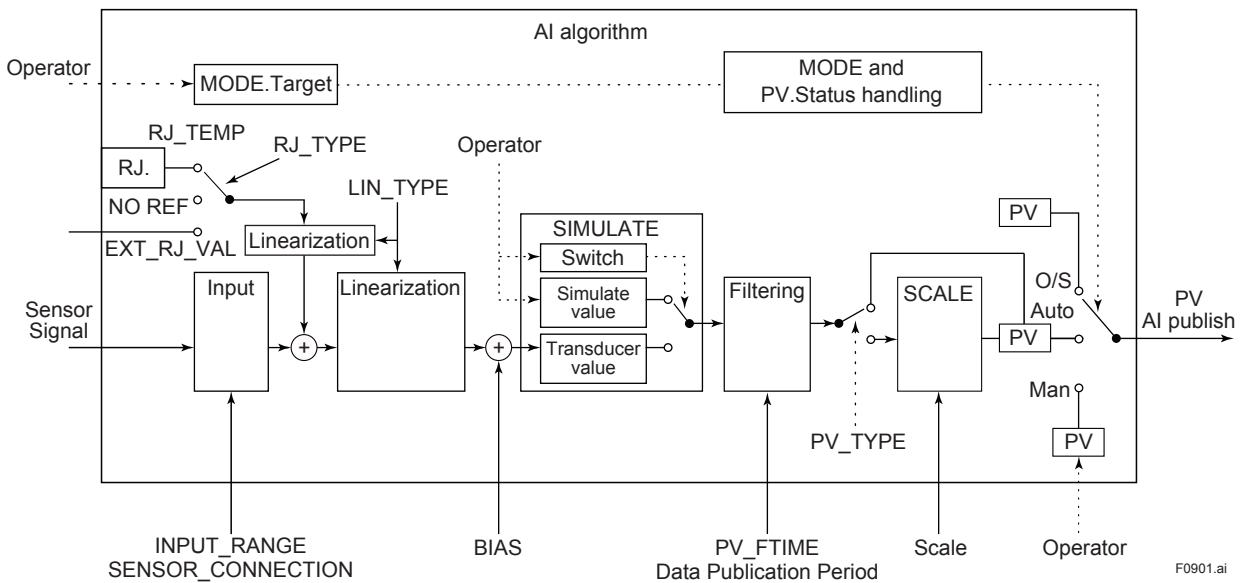 AI algorithm
Operator
MODE.Target
MODE and
PV.Status handling
RJ_TEMP
RJ_TYPE
RJ.
Operator
LIN_TYPE
NO REF
PV
Linearization
SIMULATE
EXT_RJ_VAL
Switch
O/S
Input
Linearization
Simulate
value
Filtering
SCALE
Auto
PV
AI publish
Sensor
Signal
+
+
Transducer
value
PV
Man
PV_TYPE
PV
INPUT_RANGE
SENSOR_CONNECTION
BIAS
PV_FTIME
Data Publication Period
Scale
Operator
F0901.ai